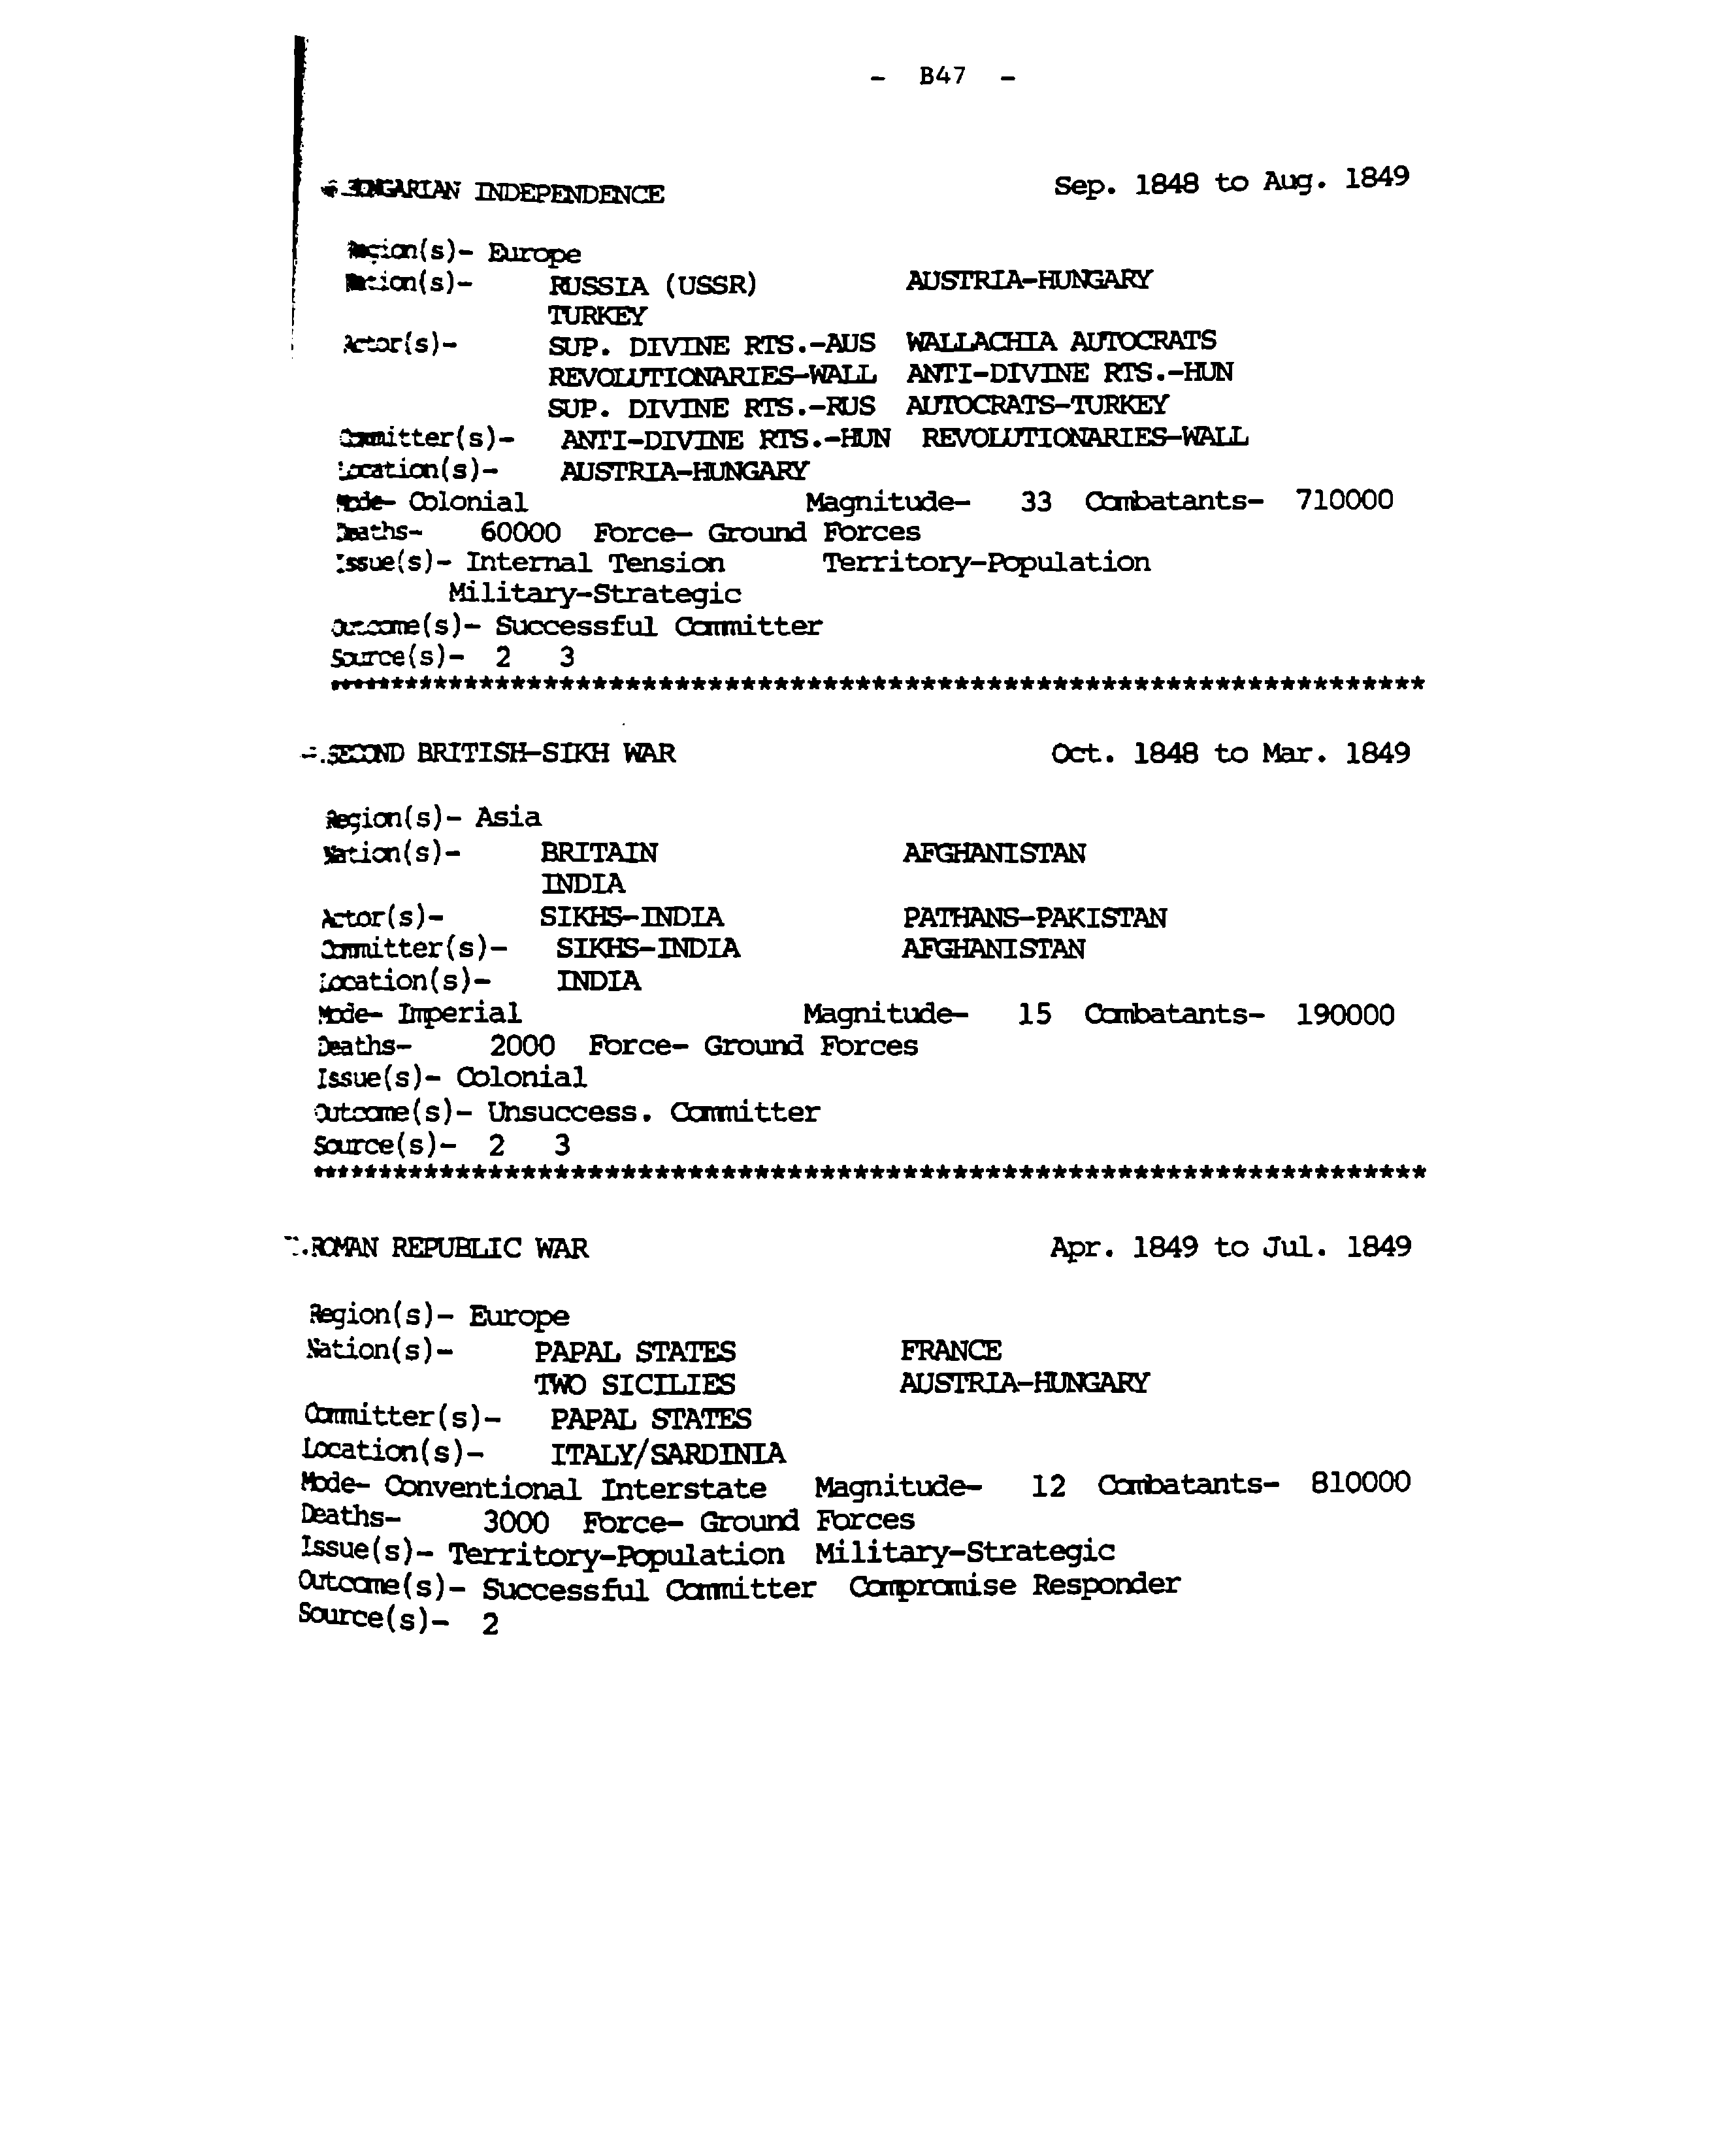 - B47 -
HUNGARIAN INDEPENDENCE Sep. 1848 to Aug. 1849
Region(s)- Europe
Nation(s)- RUSSIA (USSR) AUSTRIA-HUNGARY
TURKEY
Actor(s)- SUP. DIVINE RTS.-AUS WALLACHIA AUTOCRATS
REVOLUTIONARIES-WALL ANTI-DIVINE RTS.-HUN
SUP. DIVINE RTS.-RUS AUTOCRATS-TURKEY
Committer(s)- ANTI-DIVINE RTS.-HUN REVOLUTIONARIES-WALL
Location(s)- AUSTRIA-HUNGARY
Mode- Colonial Magnitude- 33 Combatants- 710000
Deaths- 60000 Force- Ground Forces
Issue(s)- Internal Tension Territory-Population
Military-Strategic
Outcome(s)- Successful Committer
Source(s)- 2 3
*******************************************************************
SECOND BRITISH-SIKH WAR Oct. 1848 to Mar. 1849
Region(s)- Asia
Nation(s)- BRITAIN AFGHANISTAN
INDIA
Actor(s)- SIKHS-INDIA PATHANS-PAKISTAN
Committer(s)- SIKHS-INDIA AFGHANISTAN
Location(s)- INDIA
Mode- Imperial Magnitude- 15 Combatants- 190000
Deaths- 2000 Force- Ground Forces
Issue(s)- Colonial
Outcome(s)- Unsuccess. Committer
Source(s)- 2 3
*******************************************************************
ROMAN REPUBLIC WAR Apr. 1849 to Jul. 1849
Region(s)- Europe
Nation(s)- PAPAL STATES FRANCE
TWO SICILIES AUSTRIA-HUNGARY
Committer(s)- PAPAL STATES
Location(s)- ITALY/SARDINIA
Mode- Conventional Interstate Magnitude- 12 Combatants- 810000
Deaths- 3000 Force- Ground Forces
Issue(s)- Territory-Population Military-Strategic
Outcome(s)- Successful Committer Compromise Responder
Source(s)- 2